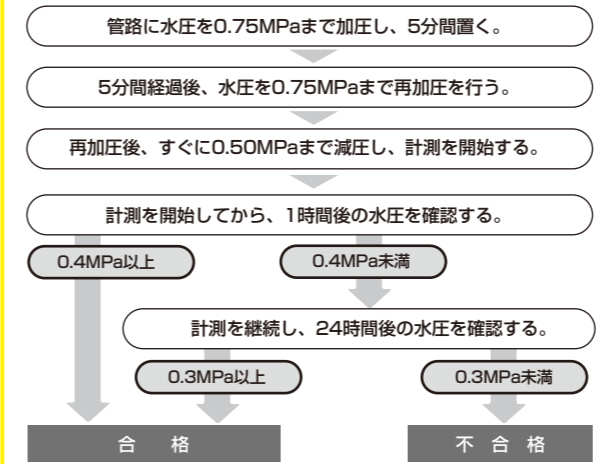 管路に水圧を0.75MPaまで加圧し、5分間置く。
5分間経過後、水圧を0.75MPaまで再加圧を行う。
再加圧後、すぐに0.50MPaまで減圧し、計測を開始する。
計測を開始してから、1時間後の水圧を確認する。
0.4MPa以上
0.4MPa未満
計測を継続し、24時間後の水圧を確認する。
0.3MPa以上
0.3MPa未満
合 格
不 合 格